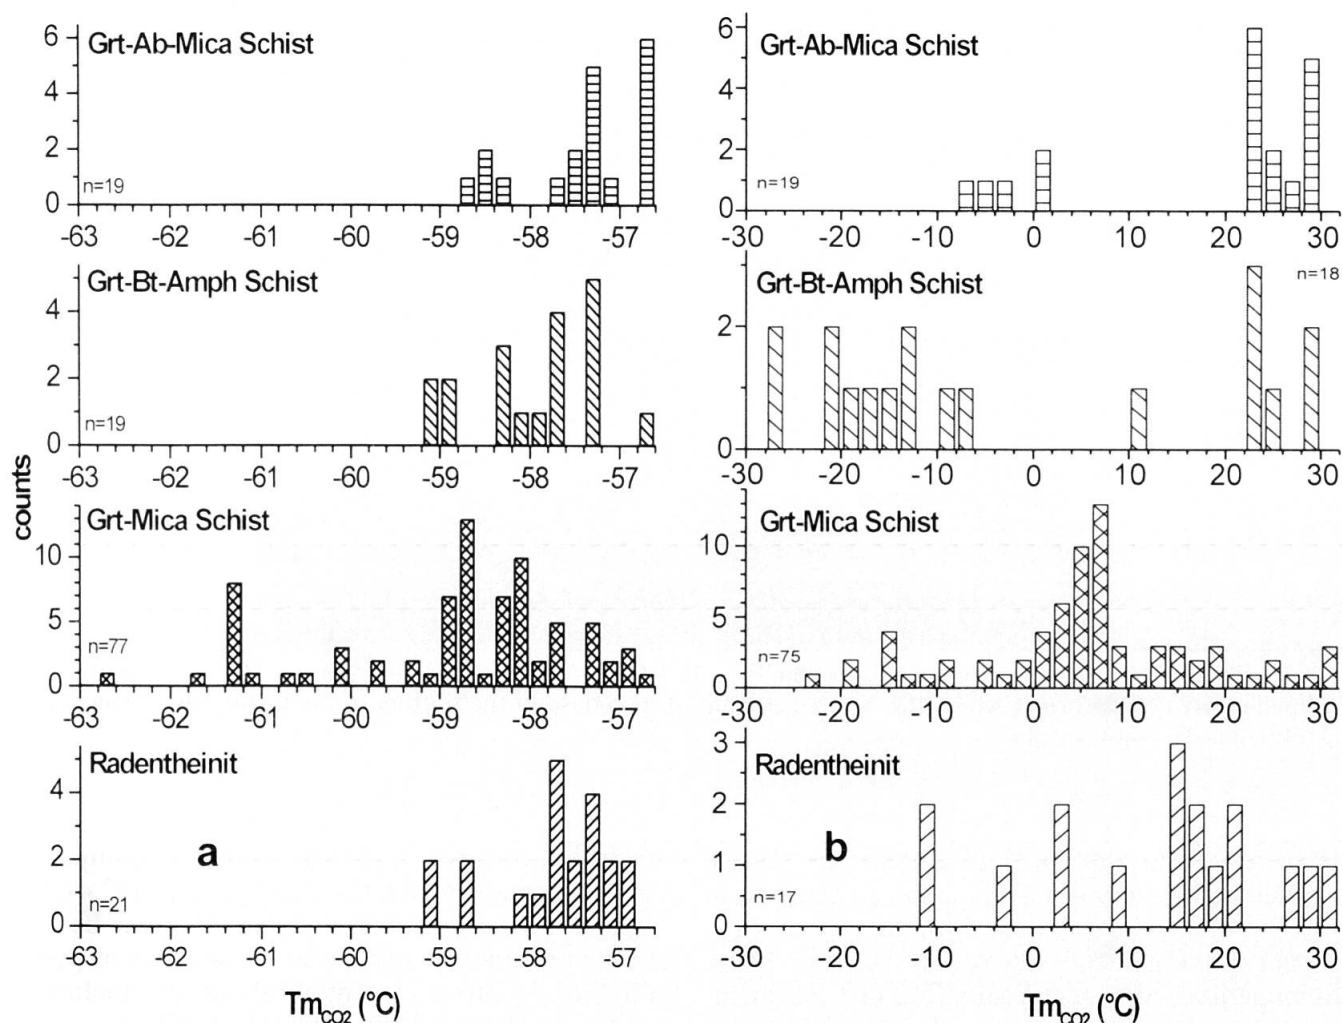 counts
Grt-Ab-Mica Schist
6
4
2
0
n=19
-63 -62 -61 -60 -59 -58 -57
Grt-Bt-Amph Schist
4
2
0
n=19
-63 -62 -61 -60 -59 -58 -57
Grt-Mica Schist
10
5
0
n=77
-63 -62 -61 -60 -59 -58 -57
Radentheinit
4
2
0
a
n=21
-63 -62 -61 -60 -59 -58 -57
TmCO2 (°C)
Grt-Ab-Mica Schist
6
4
2
0
n=19
-30 -20 -10 0 10 20 30
Grt-Bt-Amph Schist
n=18
2
0
-30 -20 -10 0 10 20 30
Grt-Mica Schist
10
5
0
n=75
-30 -20 -10 0 10 20 30
Radentheinit
3
2
1
0
b
n=17
-30 -20 -10 0 10 20 30
TmCO2 (°C)